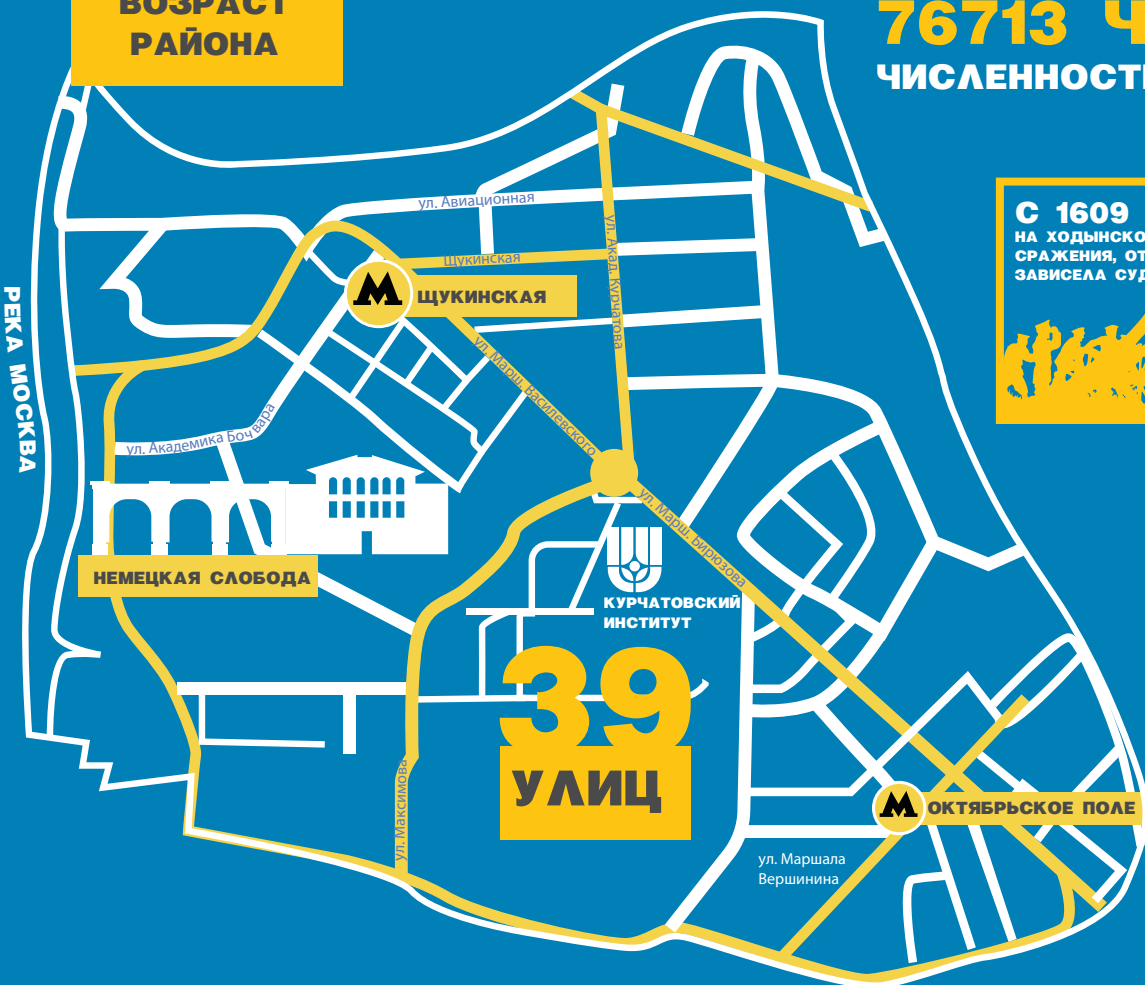 ВОЗРАСТ
РАЙОНА
76713 Ч
ЧИСЛЕННОСТЬ
С 1609
НА ХОДЫНСКО
СРАЖЕНИЯ, ОТ
ЗАВИСЕЛА СУД
ул. Авиационная
Щукинская
ул. Акад. Курчатова
М ЩУКИНСКАЯ
РЕКА МОСКВА
ул. Марш. Василевского
ул. Академика Бочвара
ул. Марш. Бирюзова
НЕМЕЦКАЯ СЛОБОДА
КУРЧАТОВСКИЙ
ИНСТИТУТ
39
УЛИЦ
ул. Максимова
М ОКТЯБРЬСКОЕ ПОЛЕ
ул. Маршала
Вершинина